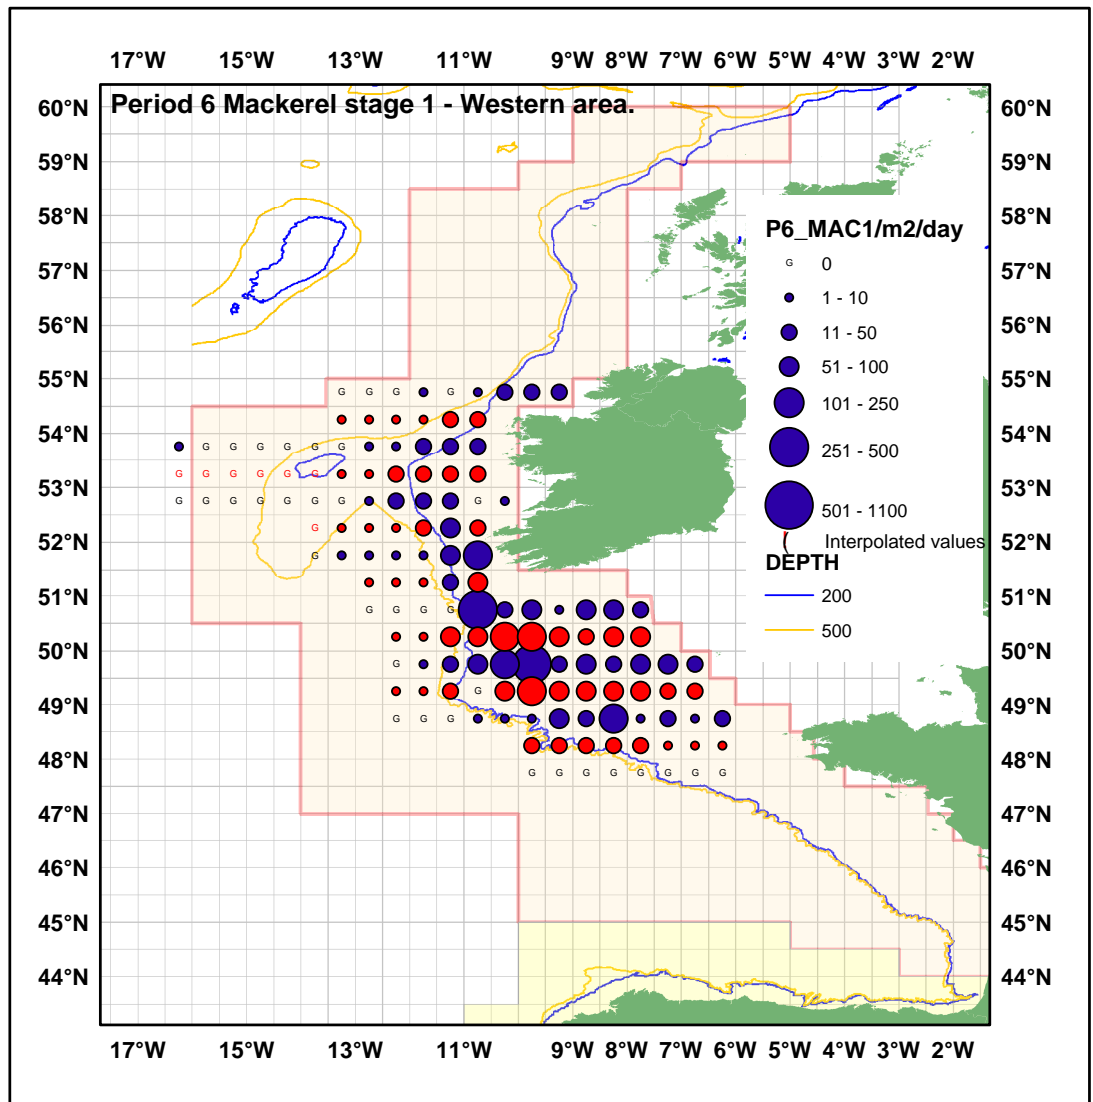 17°W 15°W 13°W 11°W 9°W 8°W 7°W 6°W 5°W 4°W 3°W 2°W
Period 6 Mackerel stage 1 - Western area.
60°N 60°N
59°N 59°N
58°N 58°N
P6_MAC1/m2/day
G 0
57°N 57°N
1 - 10
56°N 56°N
11 - 50
51 - 100
55°N 55°N
G G G G
101 - 250
54°N 54°N
G G G G G G
251 - 500
G G G G G G
53°N 53°N
G G G G G G G G
501 - 1100
G
Interpolated values
52°N 52°N
G
DEPTH
200
51°N 51°N
G G G G
500
50°N 50°N
G
G
49°N 49°N
G G G
48°N 48°N
G G G G G G G G
47°N 47°N
46°N 46°N
45°N 45°N
44°N 44°N
17°W 15°W 13°W 11°W 9°W 8°W 7°W 6°W 5°W 4°W 3°W 2°W